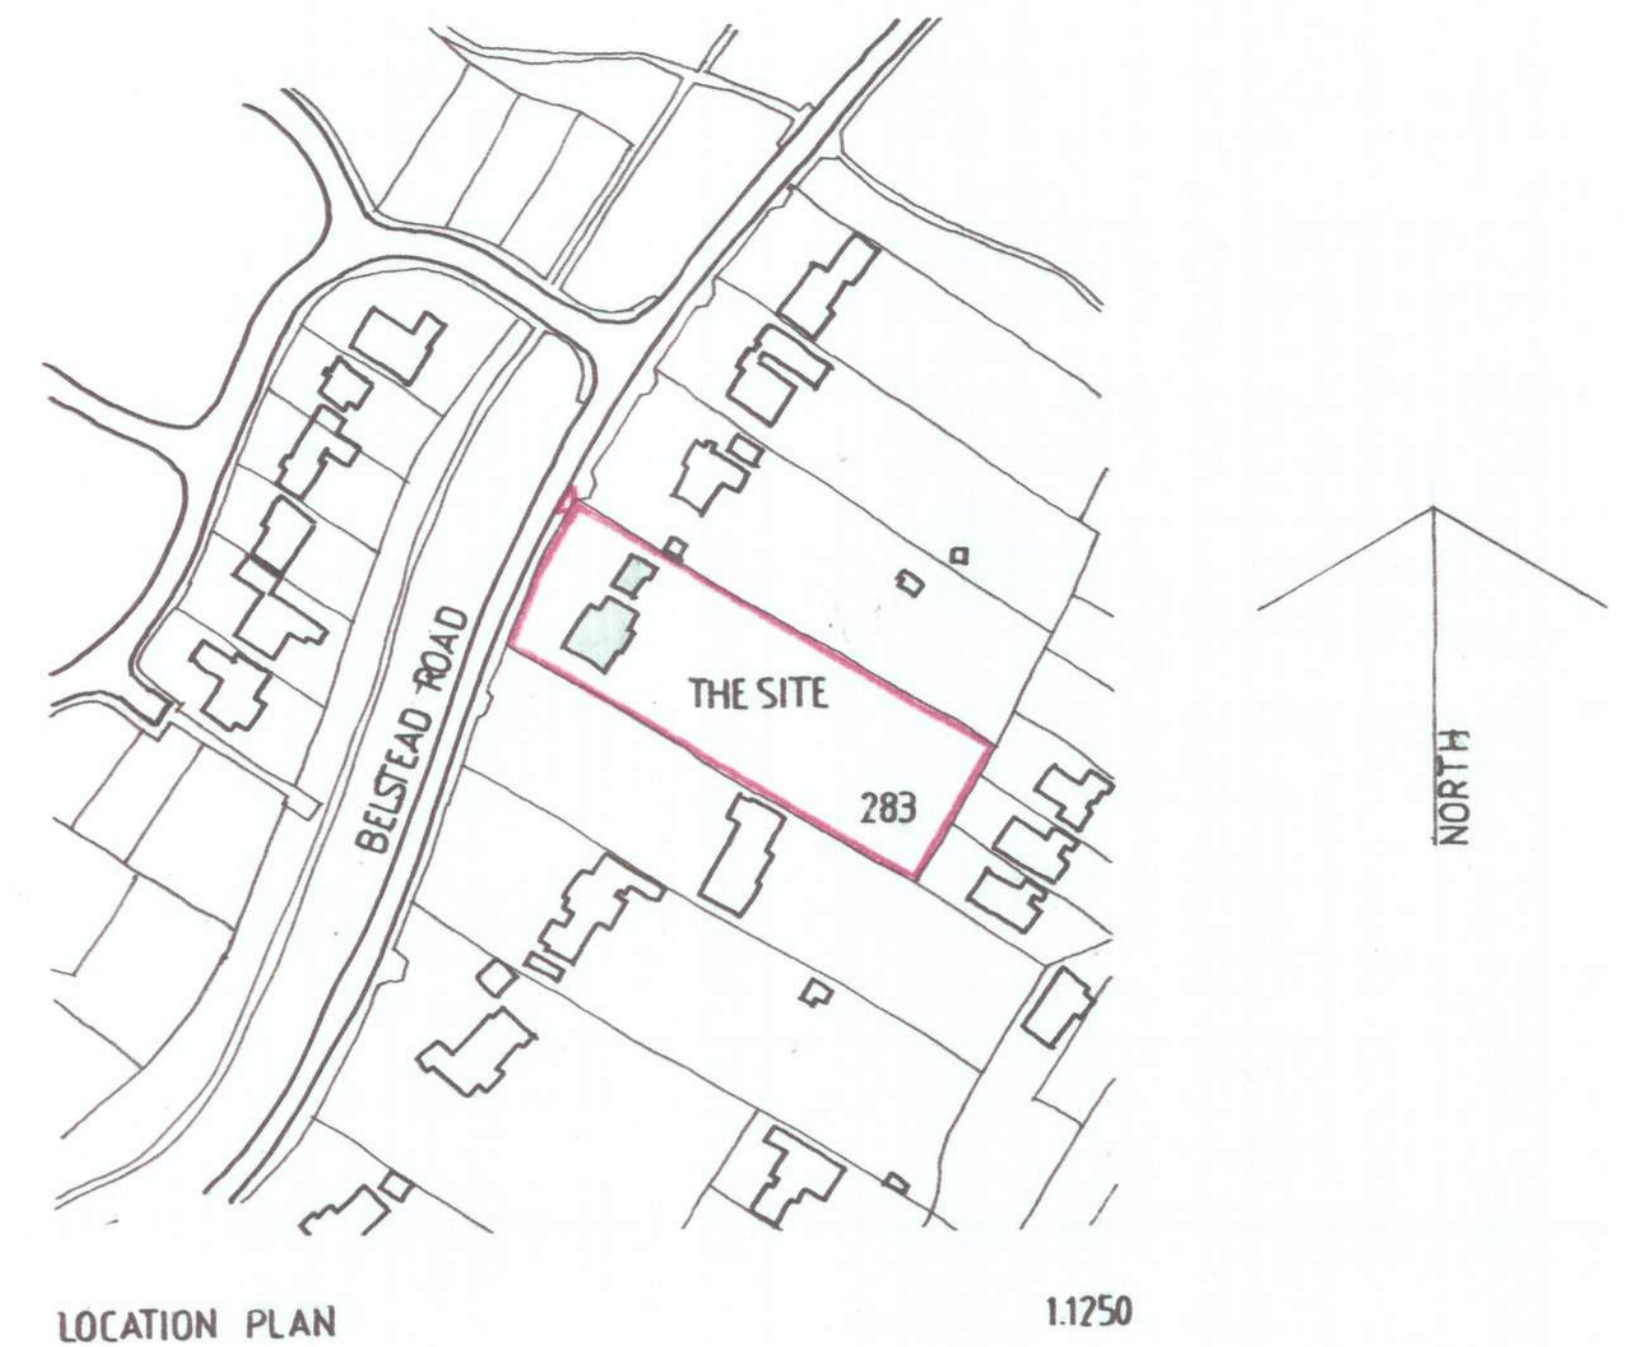 BELSTEAD ROAD
THE SITE
283
NORTH
LOCATION PLAN
1.1250